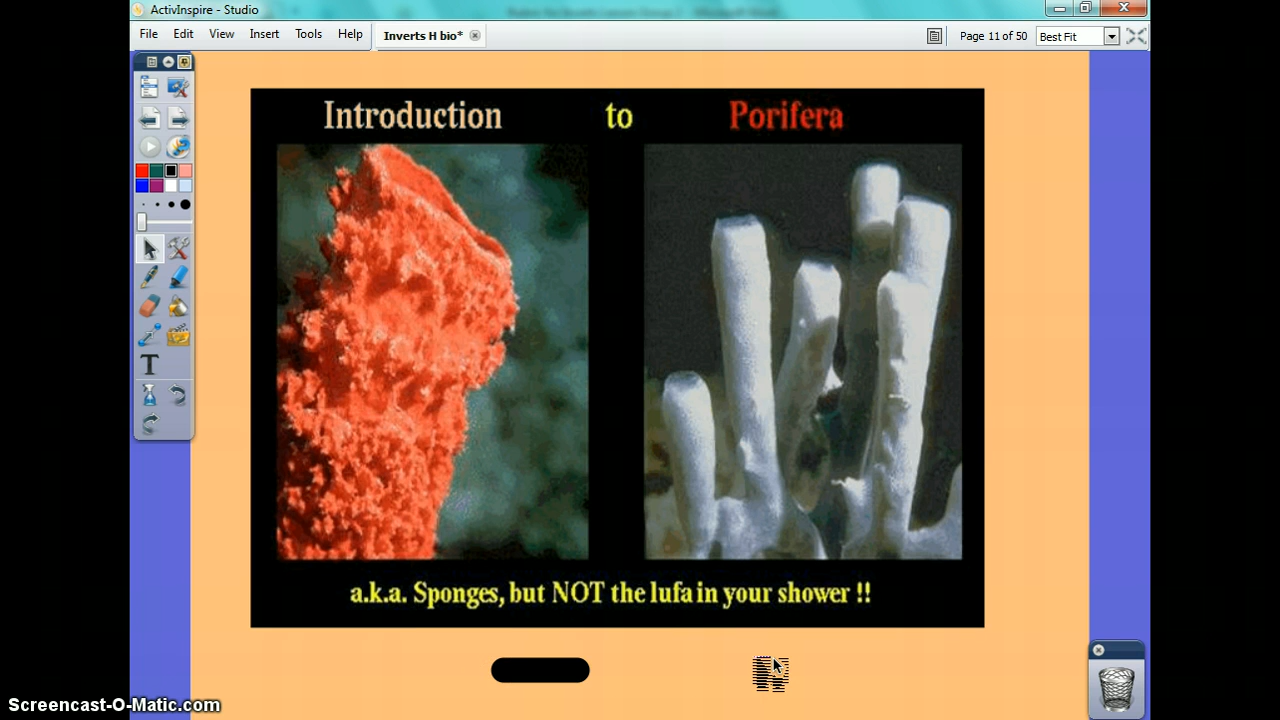 ActivInspire - Studio
File Edit View Insert Tools Help
Inverts H bio*
Page 11 of 50
Best Fit
Introduction to Porifera
T
a.k.a. Sponges, but NOT the lufa in your shower !!
Screencast-O-Matic.com